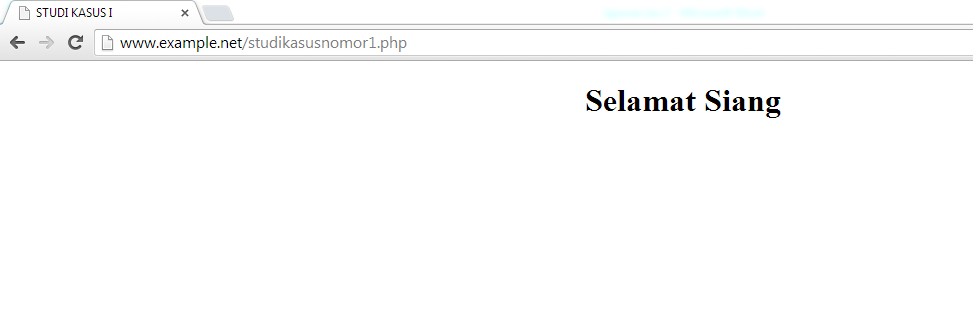 STUDI KASUS I
www.example.net/studikasusnomor1.php
Selamat Siang